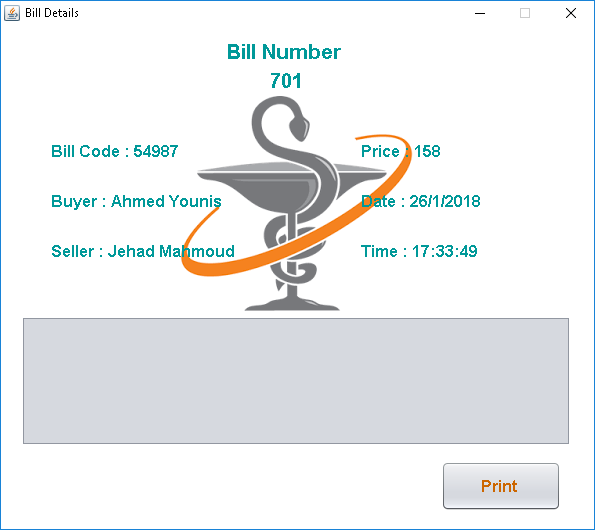 Bill Details
Bill Number
701
Bill Code : 54987
Price : 158
Buyer : Ahmed Younis
Date : 26/1/2018
Seller : Jehad Mahmoud
Time : 17:33:49
Print